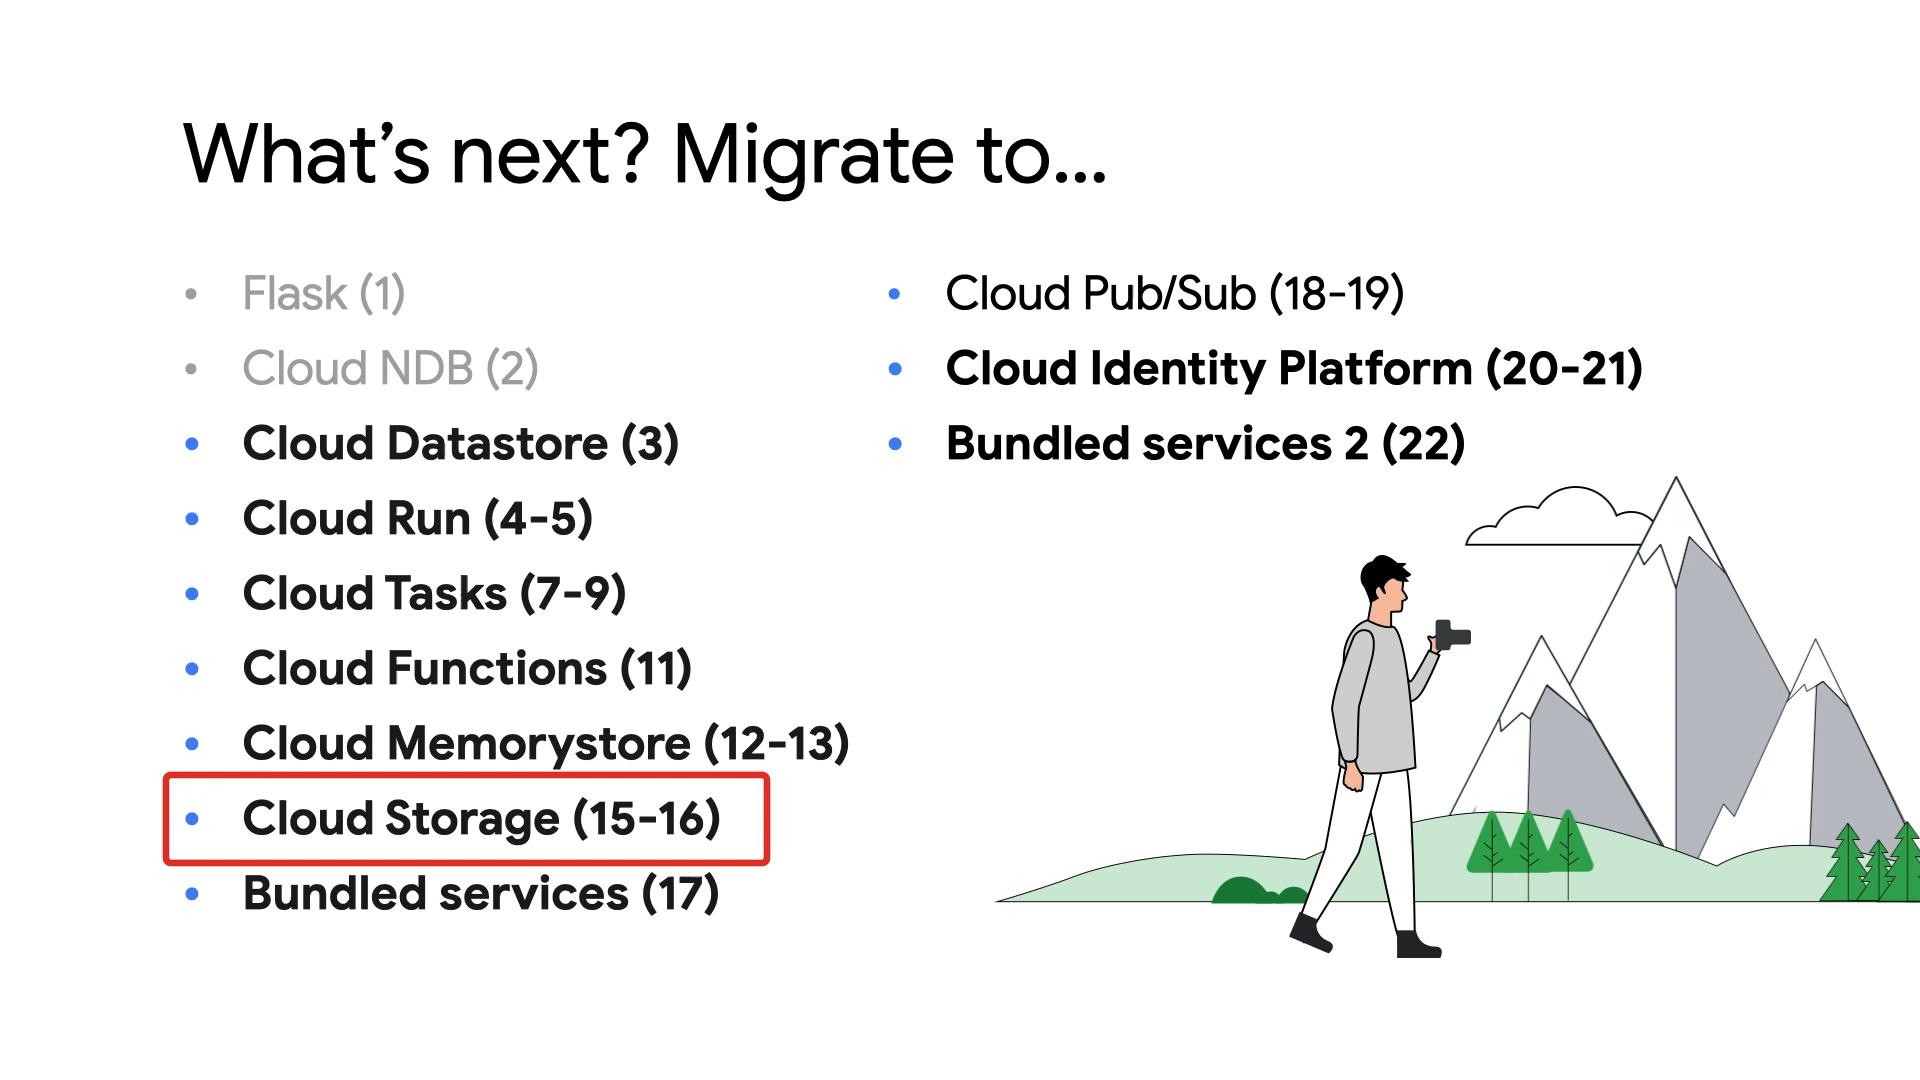 What’s next? Migrate to...
• Flask (1)
• Cloud NDB (2)
• Cloud Datastore (3)
• Cloud Run (4-5)
• Cloud Tasks (7-9)
• Cloud Functions (11)
• Cloud Memorystore (12-13)
• Cloud Storage (15-16)
• Bundled services (17)
• Cloud Pub/Sub (18-19)
• Cloud Identity Platform (20-21)
• Bundled services 2 (22)